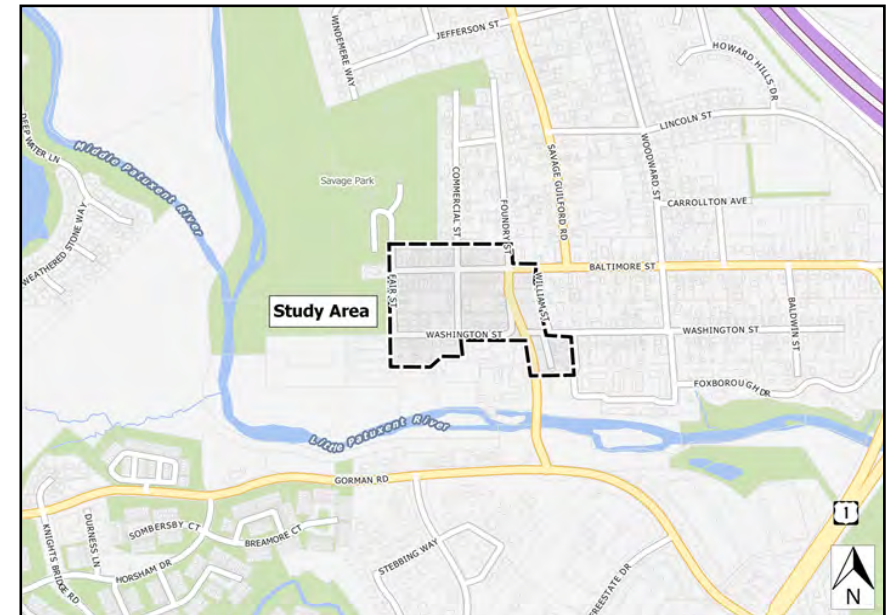 WINDEMERE WAY
JEFFERSON ST
HOWARD HILLS DR
LINCOLN ST
DEEP WATER LN
Middle Patuxent River
WEATHERED STONE WAY
Savage Park
COMMERCIAL ST
FOUNDRY ST
SAVAGE GUILFORD RD
WOODWARD ST
CARROLLTON AVE
BALTIMORE ST
FAIR ST
WILLIAM ST
Study Area
WASHINGTON ST
WASHINGTON ST
BALDWIN ST
FOXBOROUGH DR
Little Patuxent River
GORMAN RD
1
KNIGHTS BRIDGE RD
DURNESS LN
SOMBERSBY CT
BREAMORE CT
HORSHAM DR
STEBBING WAY
FREESTATE DR
N